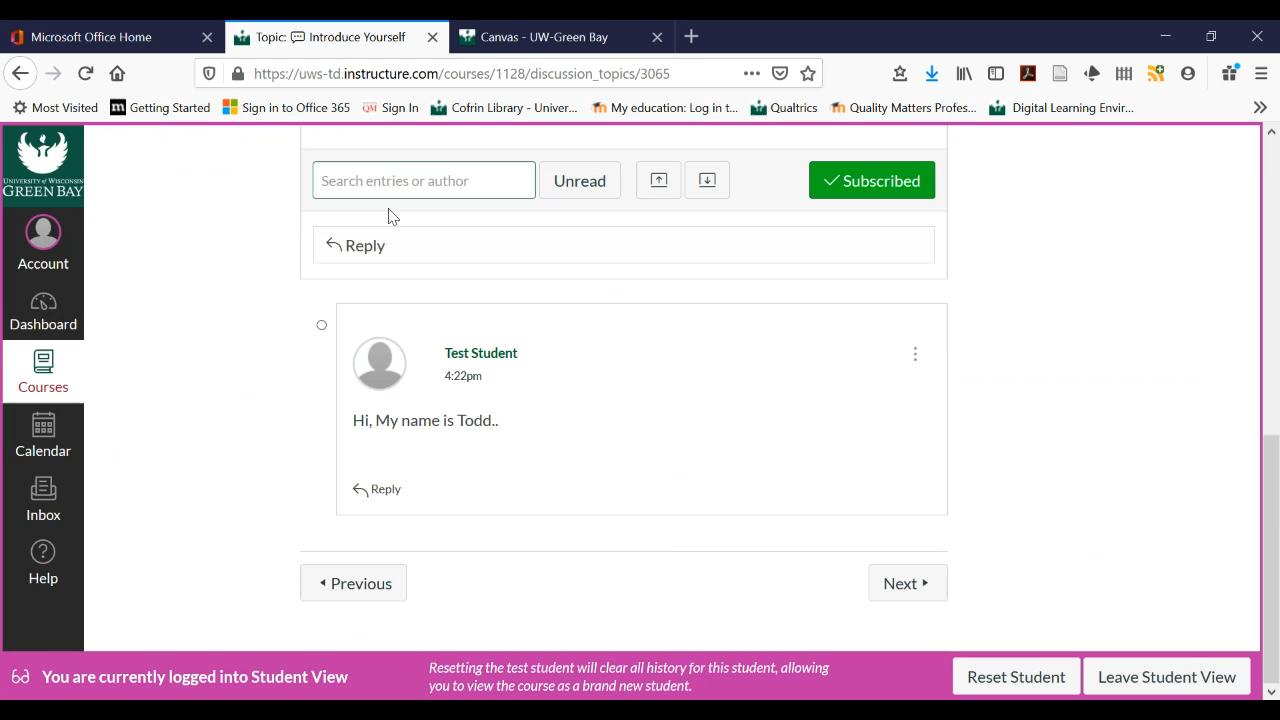 Microsoft Office Home
Topic: 💬 Introduce Yourself
Canvas - UW-Green Bay
https://uws-td.instructure.com/courses/1128/discussion_topics/3065
Most Visited
Getting Started
Sign in to Office 365
QM Sign In
Cofrin Library - Univer...
My education: Log in t...
Qualtrics
Quality Matters Profes...
Digital Learning Envir...
UNIVERSITY of WISCONSIN
GREEN BAY
Account
Dashboard
Courses
Calendar
Inbox
Help
Search entries or author
Unread
Subscribed
Reply
Test Student
4:22pm
Hi, My name is Todd..
Reply
Previous
Next
You are currently logged into Student View
Resetting the test student will clear all history for this student, allowing
you to view the course as a brand new student.
Reset Student
Leave Student View